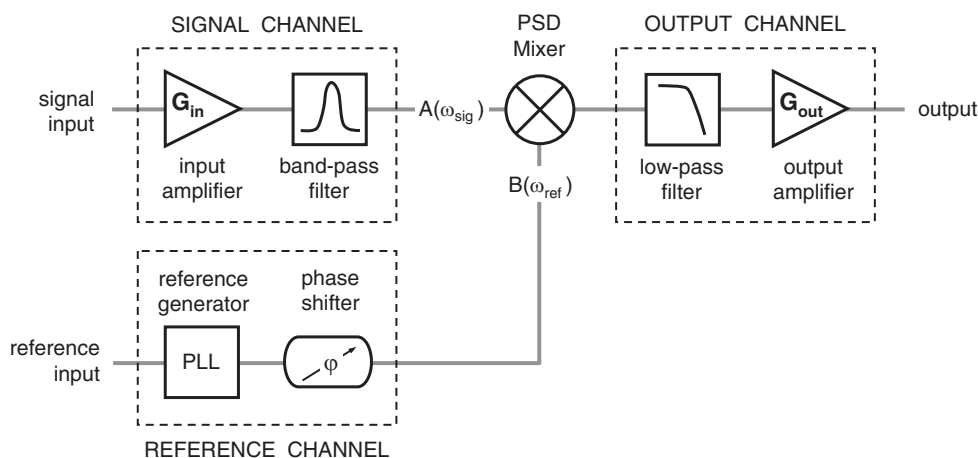 SIGNAL CHANNEL
PSD
Mixer
OUTPUT CHANNEL
signal
input
G_in
input
amplifier
band-pass
filter
A(ω_sig)
B(ω_ref)
low-pass
filter
G_out
output
amplifier
output
reference
generator
phase
shifter
reference
input
PLL
φ
REFERENCE CHANNEL